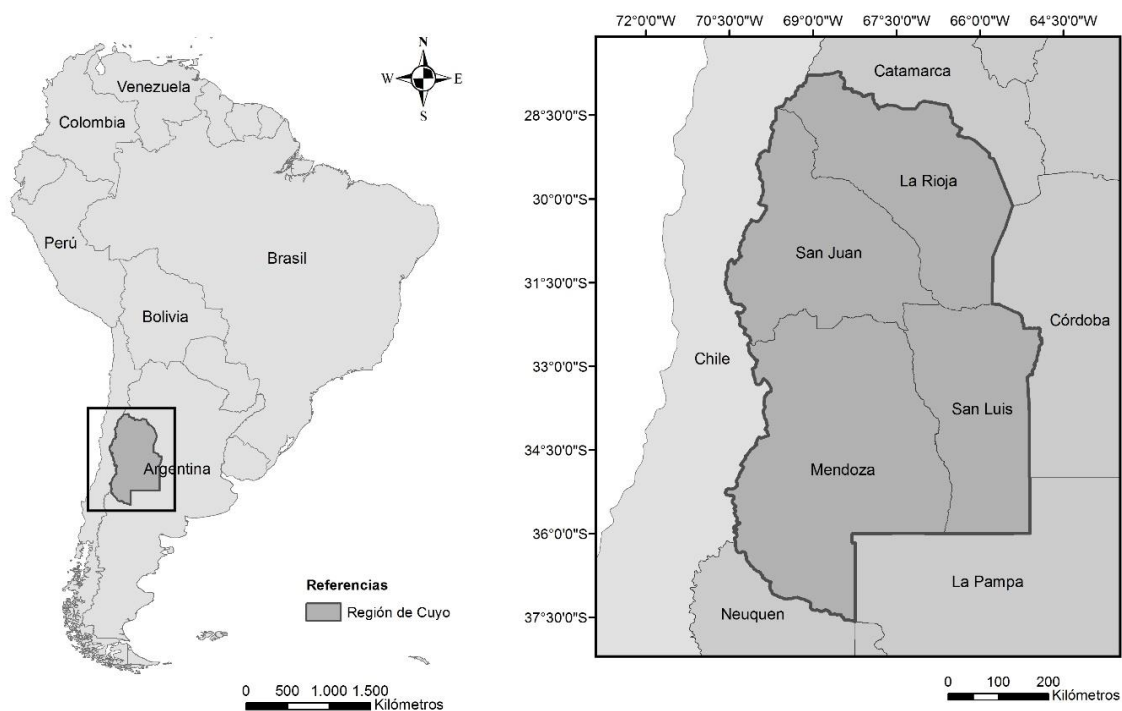 N
W E
S
Venezuela
Colombia
Perú
Brasil
Bolivia
Argentina
Referencias
Región de Cuyo
0 500 1.000 1.500
Kilómetros
72°0'0"W 70°30'0"W 69°0'0"W 67°30'0"W 66°0'0"W 64°30'0"W
28°30'0"S
30°0'0"S
31°30'0"S
33°0'0"S
34°30'0"S
36°0'0"S
37°30'0"S
Catamarca
La Rioja
San Juan
Córdoba
Chile
San Luis
Mendoza
La Pampa
Neuquen
0 100 200
Kilómetros